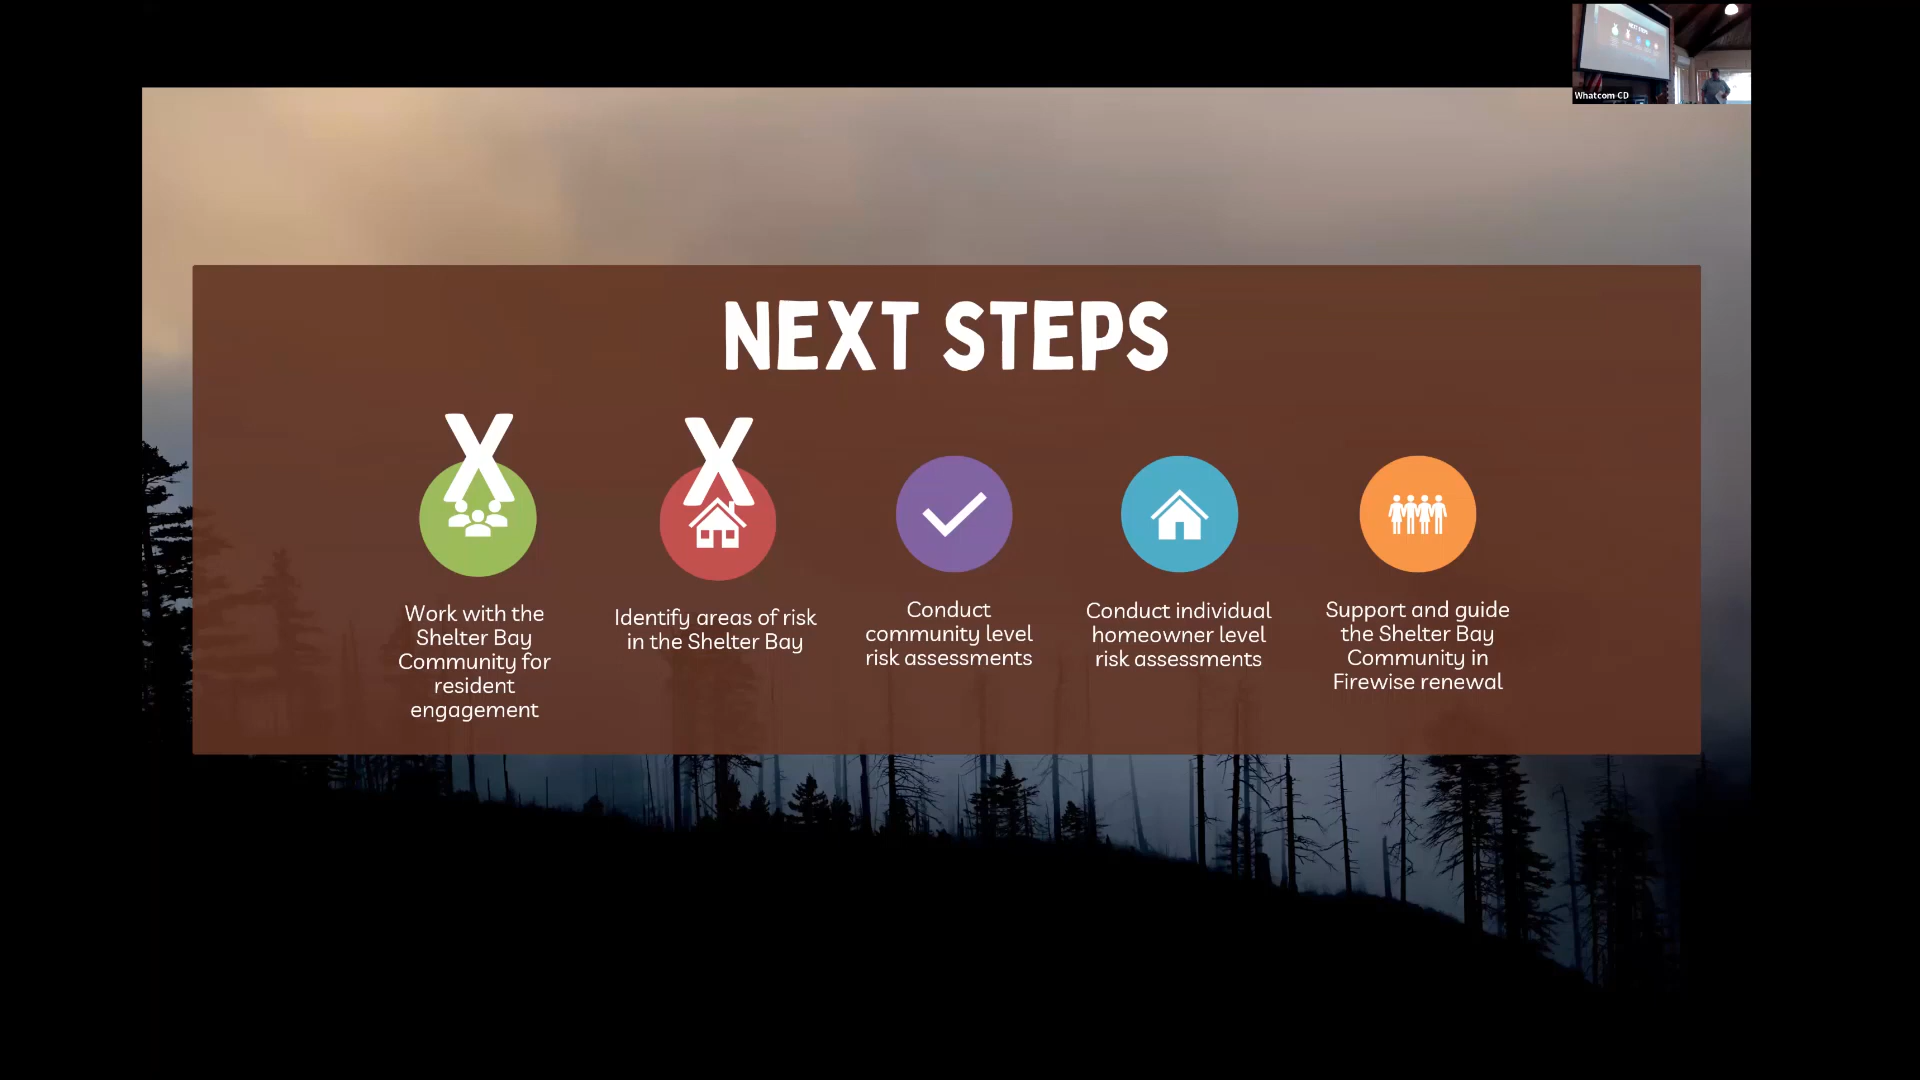 Whatcom CD
NEXT STEPS
X
X
Work with the
Shelter Bay
Community for
resident
engagement
Identify areas of risk
in the Shelter Bay
Conduct
community level
risk assessments
Conduct individual
homeowner level
risk assessments
Support and guide
the Shelter Bay
Community in
Firewise renewal